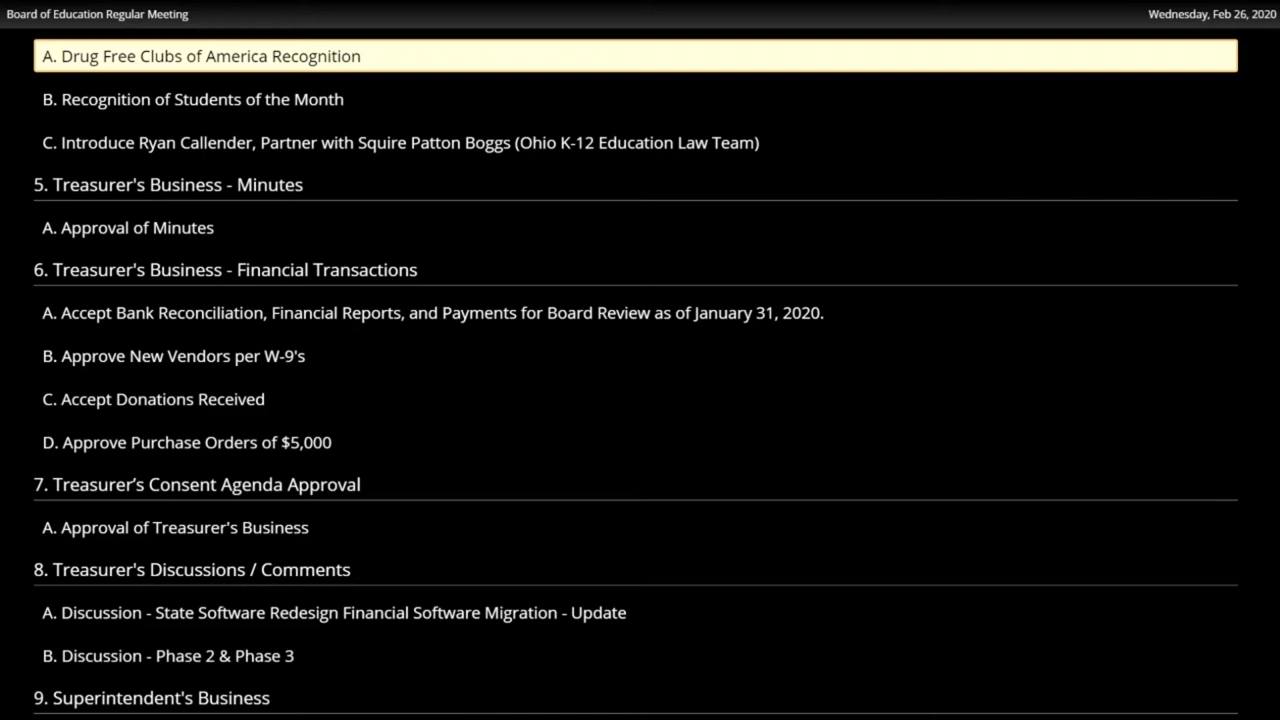 Board of Education Regular Meeting
Wednesday, Feb 26, 2020
A. Drug Free Clubs of America Recognition
B. Recognition of Students of the Month
C. Introduce Ryan Callender, Partner with Squire Patton Boggs (Ohio K-12 Education Law Team)
5. Treasurer's Business - Minutes
A. Approval of Minutes
6. Treasurer's Business - Financial Transactions
A. Accept Bank Reconciliation, Financial Reports, and Payments for Board Review as of January 31, 2020.
B. Approve New Vendors per W-9's
C. Accept Donations Received
D. Approve Purchase Orders of $5,000
7. Treasurer’s Consent Agenda Approval
A. Approval of Treasurer's Business
8. Treasurer's Discussions / Comments
A. Discussion - State Software Redesign Financial Software Migration - Update
B. Discussion - Phase 2 & Phase 3
9. Superintendent's Business